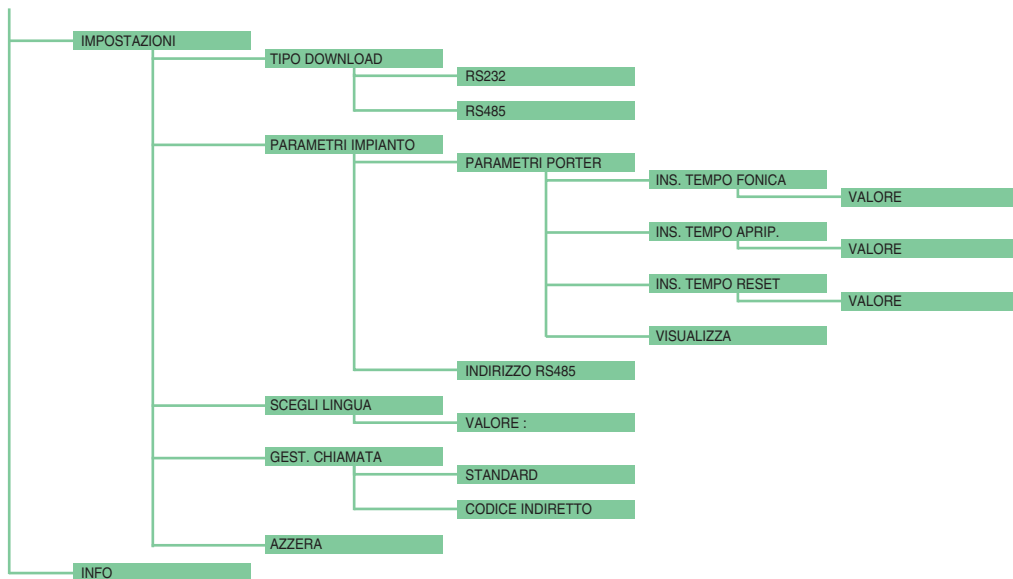 IMPOSTAZIONI
TIPO DOWNLOAD
RS232
RS485
PARAMETRI IMPIANTO
PARAMETRI PORTER
INS. TEMPO FONICA
VALORE
INS. TEMPO APRIP.
VALORE
INS. TEMPO RESET
VALORE
VISUALIZZA
INDIRIZZO RS485
SCEGLI LINGUA
VALORE :
GEST. CHIAMATA
STANDARD
CODICE INDIRETTO
AZZERA
INFO